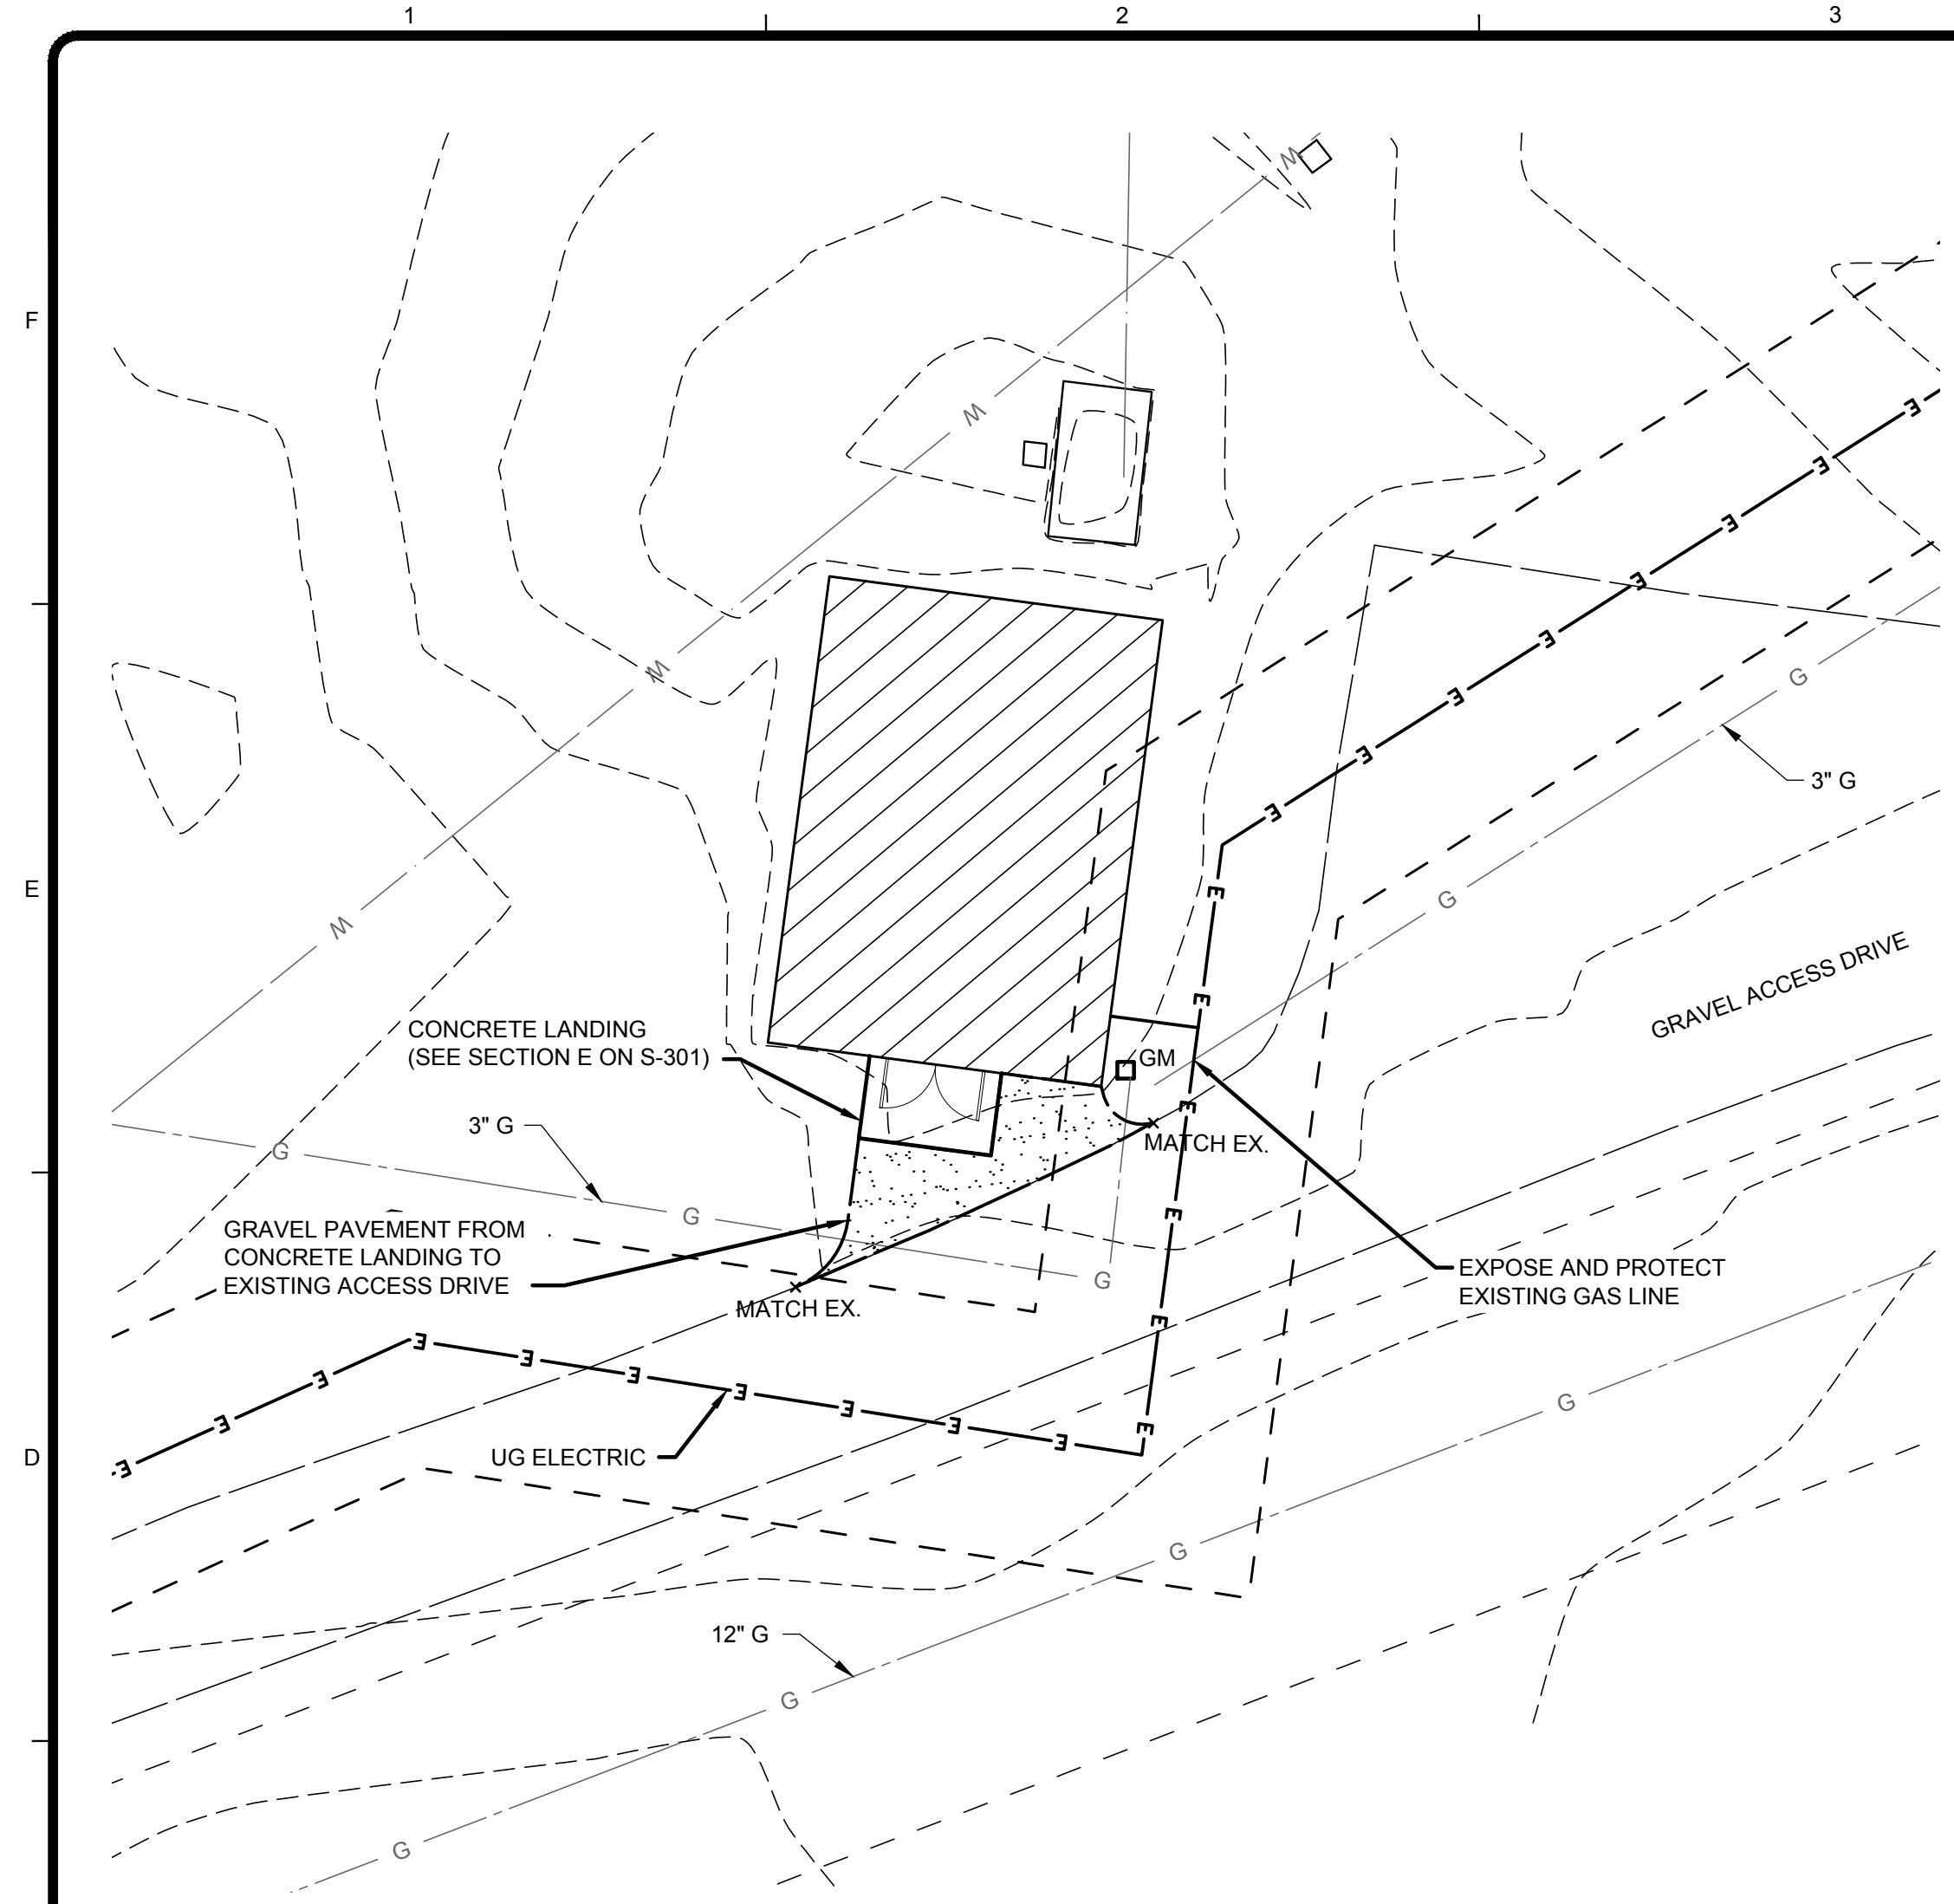 1
2
3
F
W
W
E
E
E
E
E
E
E
E
W
G
3" G
E
E
W
G
E
GRAVEL ACCESS DRIVE
CONCRETE LANDING
(SEE SECTION E ON S-301)
GM
E
3" G
MATCH EX.
G
G
E
GRAVEL PAVEMENT FROM
CONCRETE LANDING TO
EXISTING ACCESS DRIVE
G
MATCH EX.
EXPOSE AND PROTECT
EXISTING GAS LINE
E
E
E
E
E
E
E
E
E
E
E
E
G
D
UG ELECTRIC
G
12" G
G
G